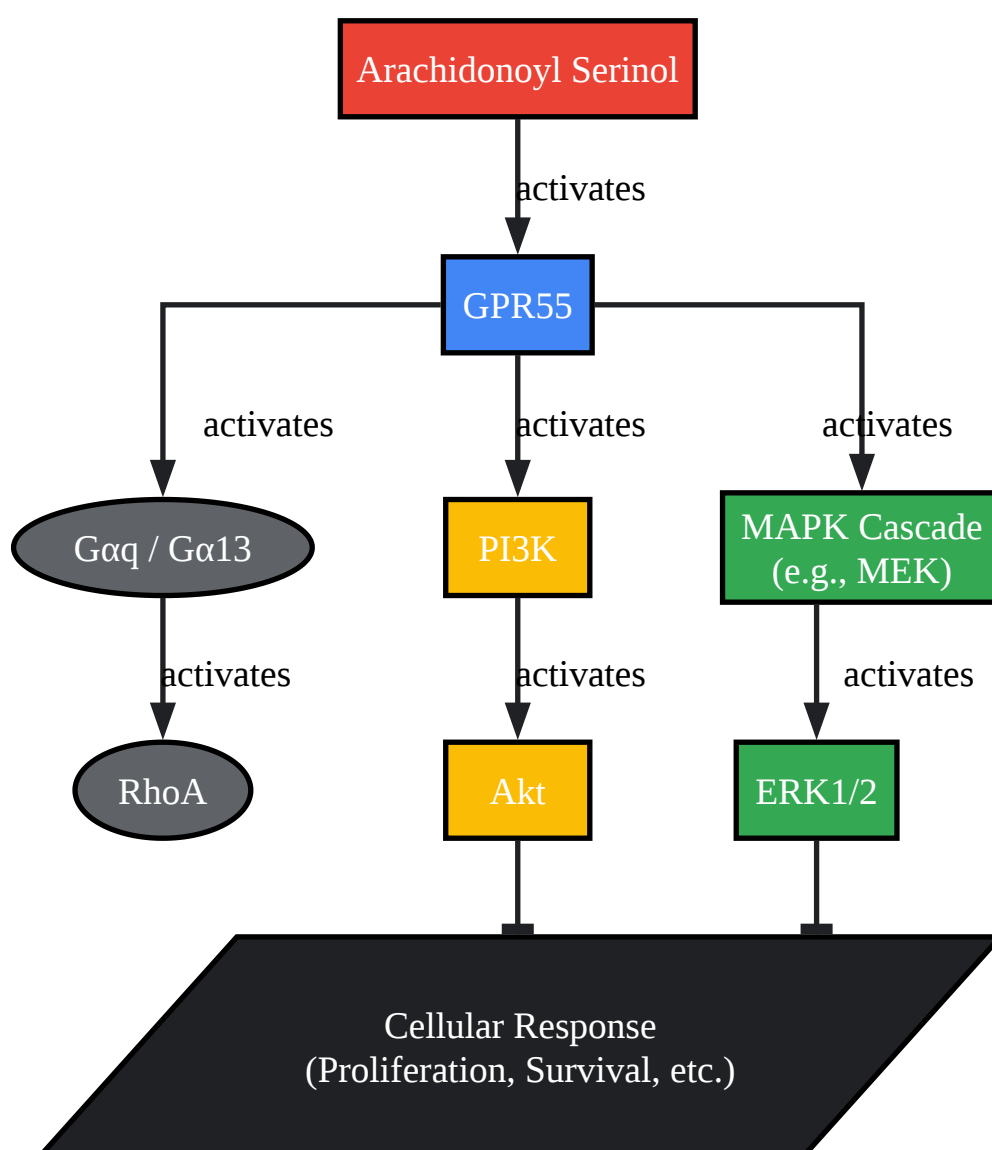 Arachidonoyl Serinol
activates
GPR55
activates
activates
activates
Gαq / Gα13
PI3K
MAPK Cascade
(e.g., MEK)
activates
activates
activates
RhoA
Akt
ERK1/2
Cellular Response
(Proliferation, Survival, etc.)